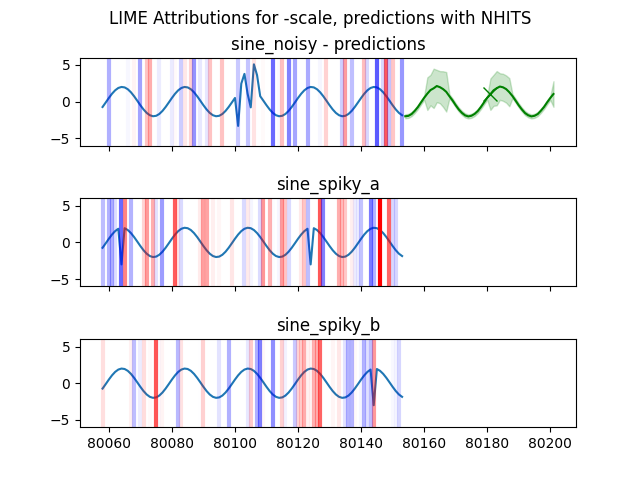 LIME Attributions for -scale, predictions with NHITS
sine_noisy - predictions
5
0
−5
sine_spiky_a
5
0
−5
sine_spiky_b
5
0
−5
80060 80080 80100 80120 80140 80160 80180 80200